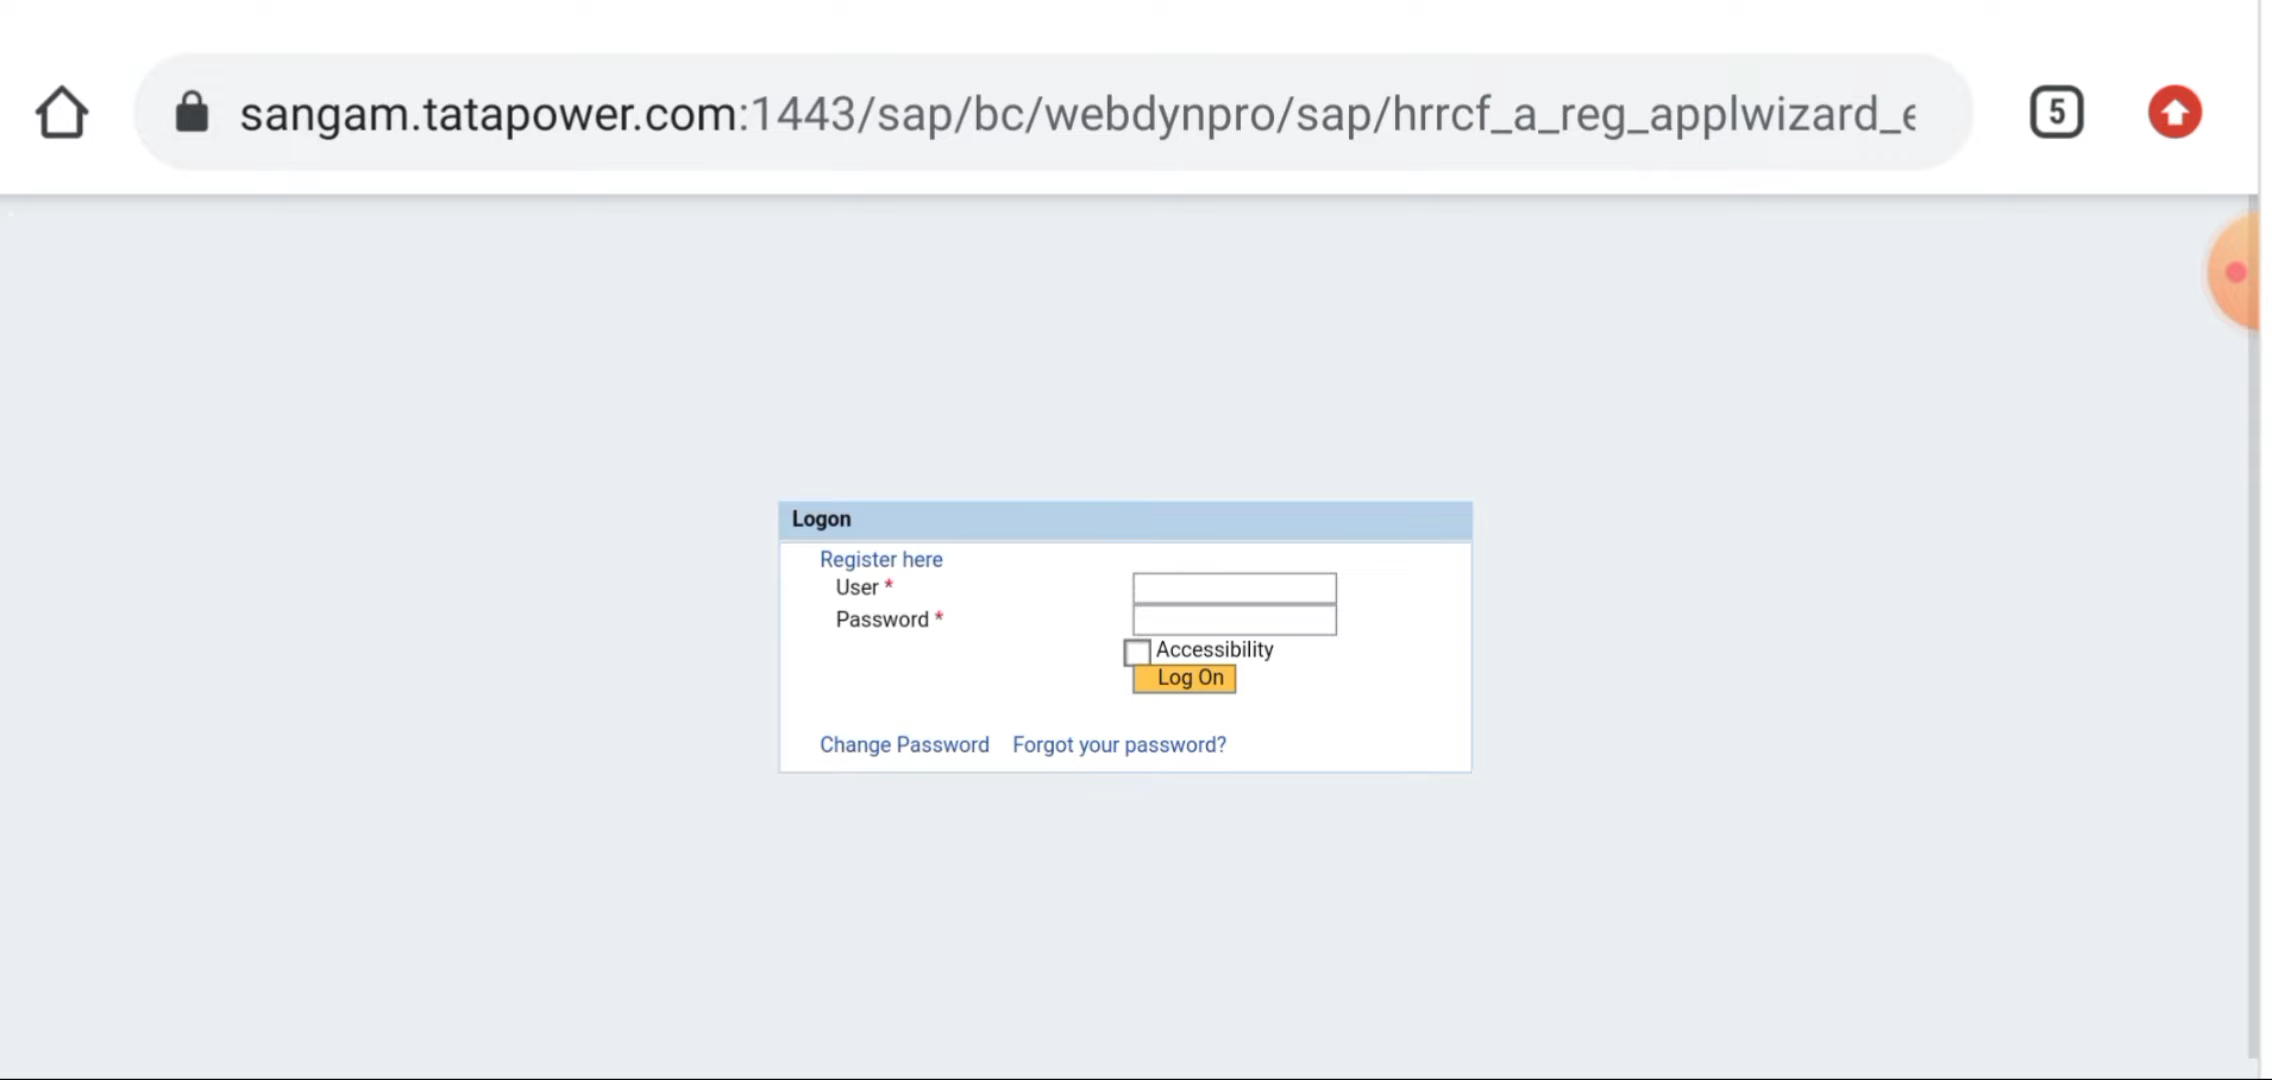 sangam.tatapower.com:1443/sap/bc/webdynpro/sap/hrrcf_a_reg_applwizard_e
5
Logon
Register here
User *
Password *
Accessibility
Log On
Change Password Forgot your password?